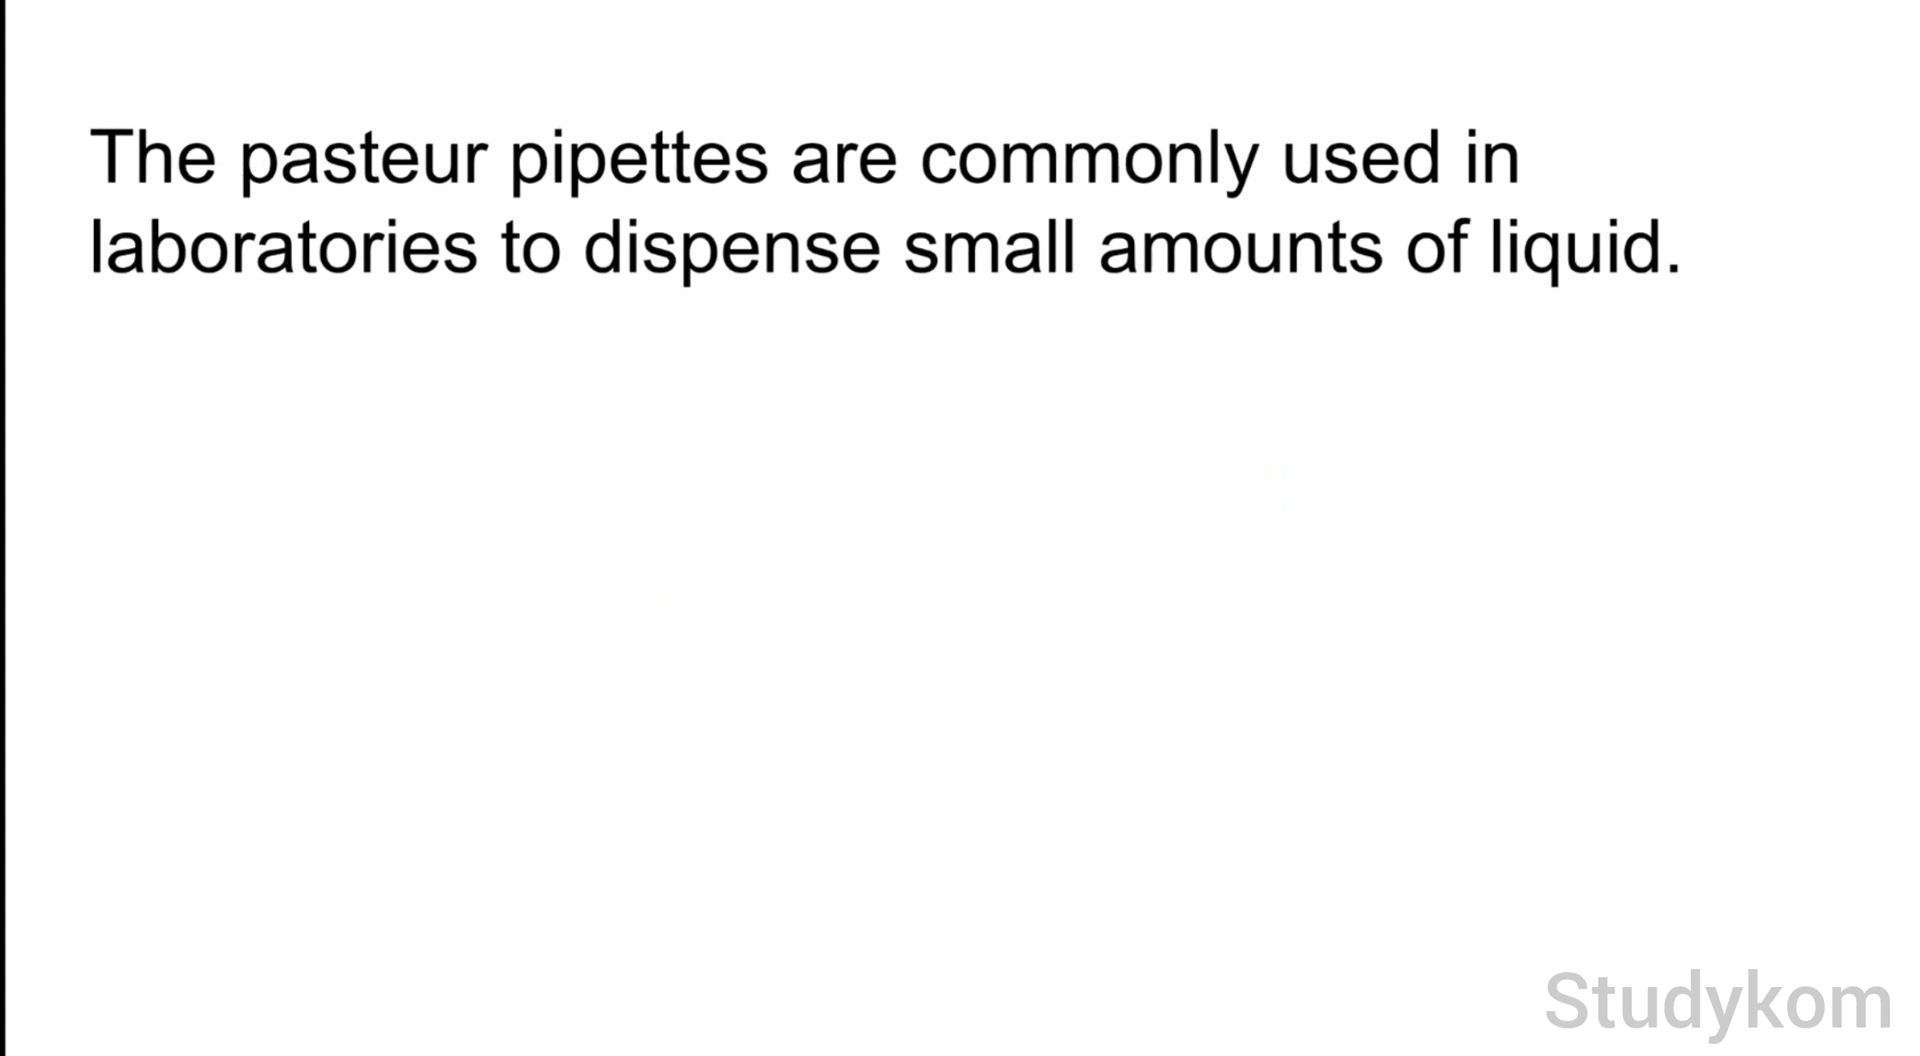 The pasteur pipettes are commonly used in
laboratories to dispense small amounts of liquid.
Studykom